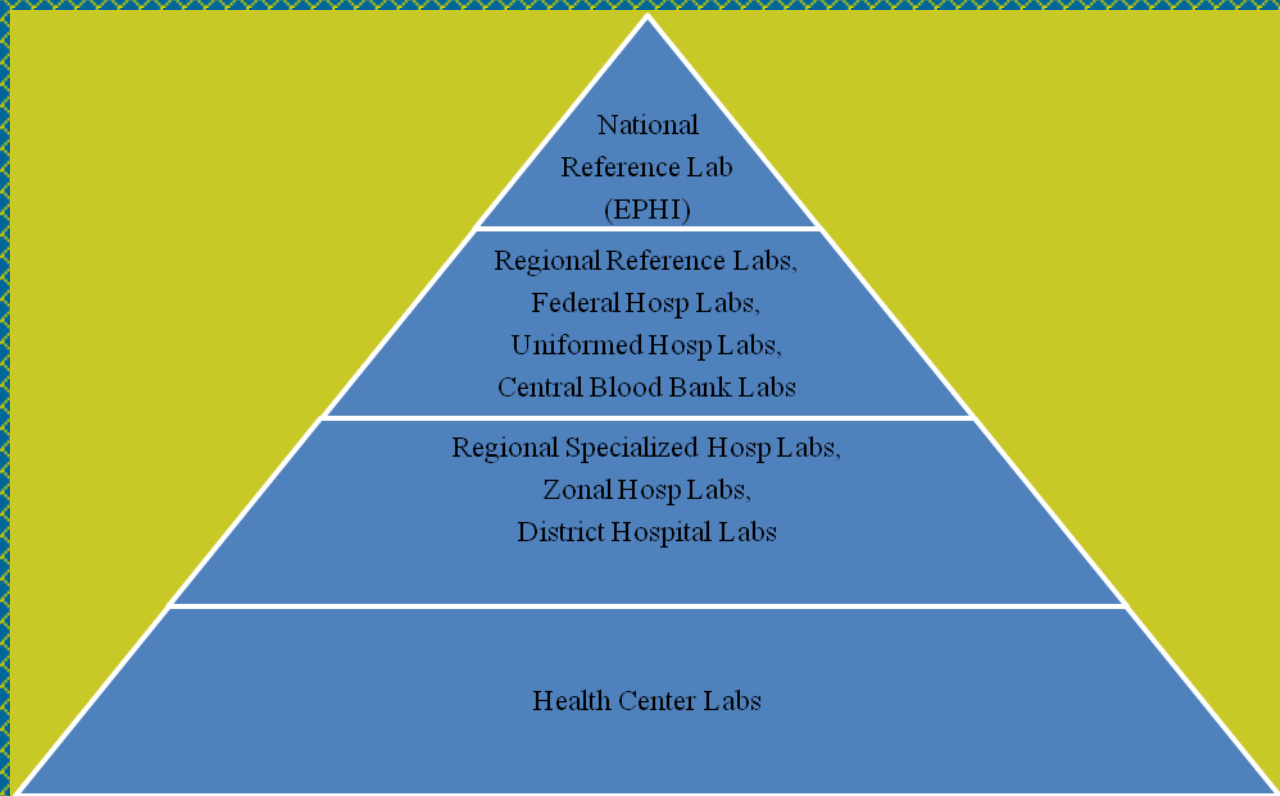 National
Reference Lab
(EPHI)
Regional Reference Labs,
Federal Hosp Labs,
Uniformed Hosp Labs,
Central Blood Bank Labs
Regional Specialized Hosp Labs,
Zonal Hosp Labs,
District Hospital Labs
Health Center Labs